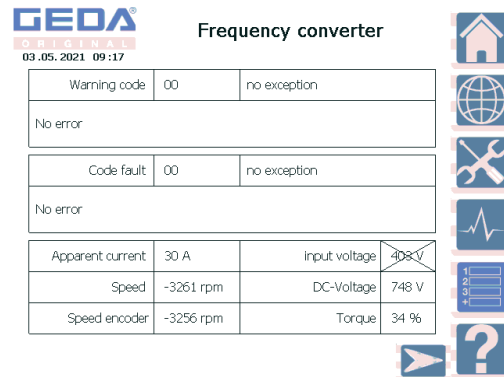 GEDA®
ORIGINAL
Frequency converter
03.05.2021 09:17
Warning code 00 no exception
No error
Code fault 00 no exception
No error
Apparent current 30 A input voltage 403 V
Speed -3261 rpm DC-Voltage 748 V
Speed encoder -3256 rpm Torque 34 %
1
2
3
+
?